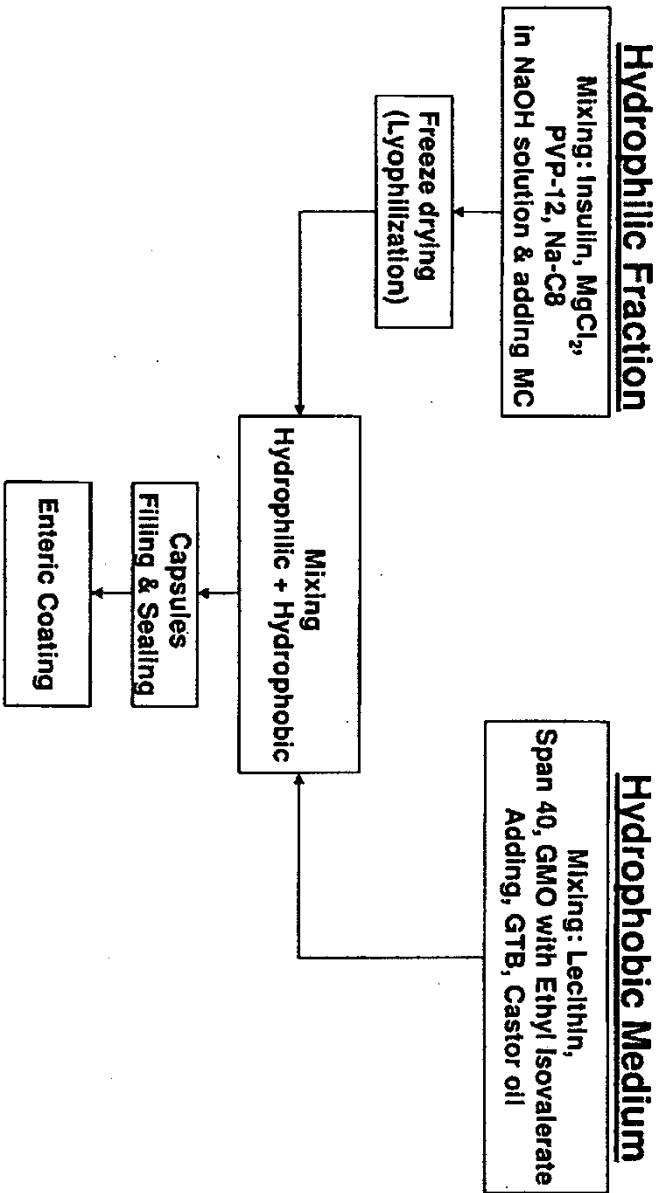 Hydrophilic Fraction
Mixing: Insulin, MgCl₂,
PVP-12, Na-C8
in NaOH solution & adding MC
Freeze drying
(Lyophilization)
Hydrophobic Medium
Mixing: Lecithin,
Span 40, GMO with Ethyl Isovalerate
Adding, GTB, Castor oil
Mixing
Hydrophilic + Hydrophobic
Capsules
Filling & Sealing
Enteric Coating